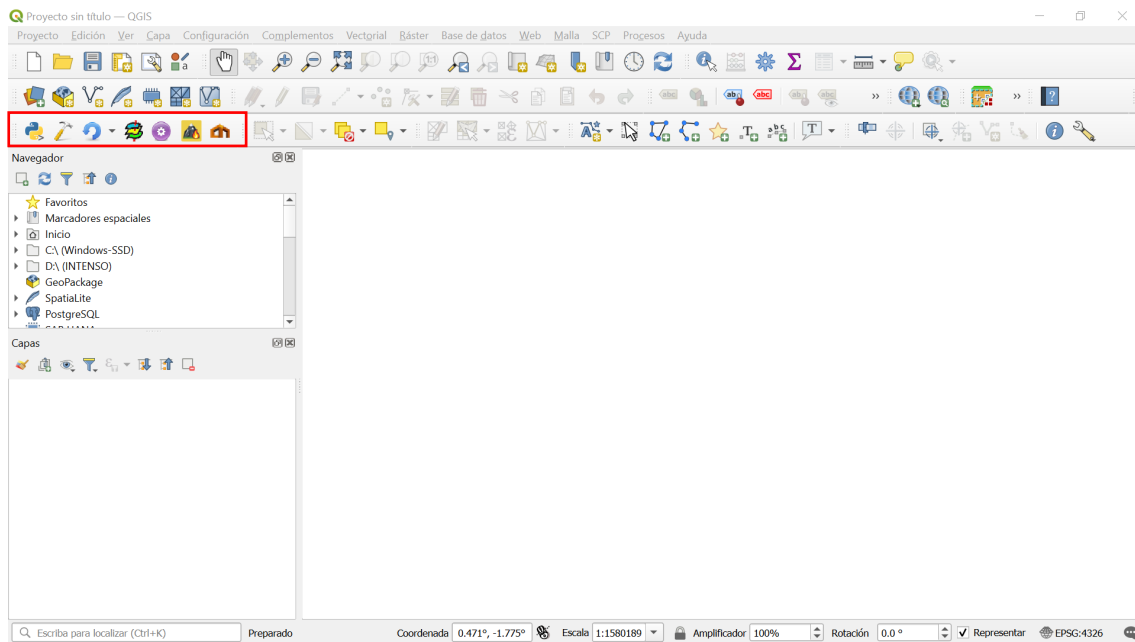 Proyecto sin título — QGIS
Proyecto Edición Ver Capa Configuración Complementos Vectorial Ráster Base de datos Web Malla SCP Procesos Ayuda
Navegador
Favoritos
Marcadores espaciales
Inicio
C:\ (Windows-SSD)
D:\ (INTENSO)
GeoPackage
SpatiaLite
PostgreSQL
SAP HANA
Capas
Escriba para localizar (Ctrl+K) Preparado Coordenada 0.471°, -1.775° Escala 1:1580189 Amplificador 100% Rotación 0.0 ° Representar EPSG:4326